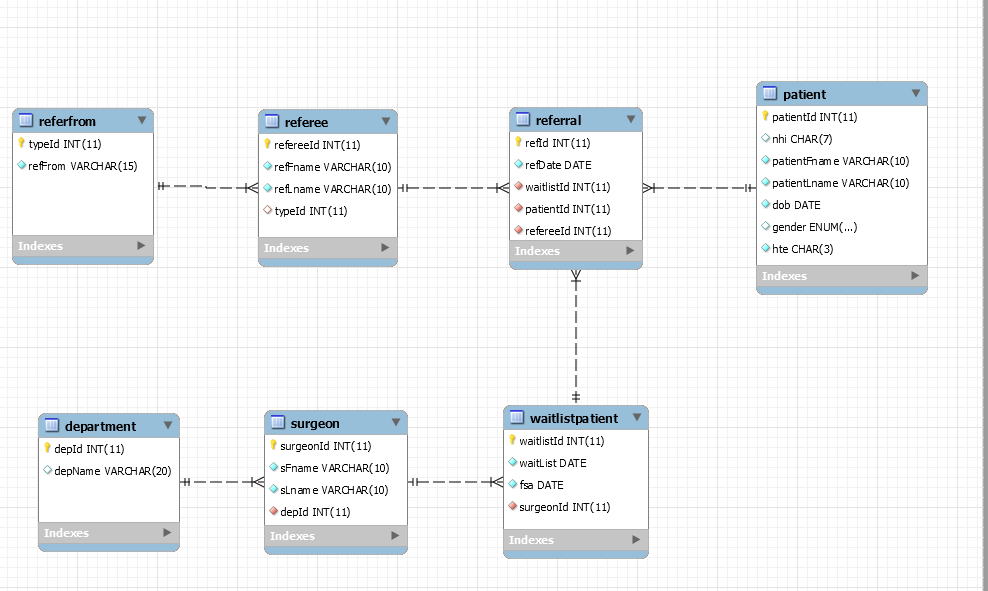 referfrom
typeId INT(11)
refFrom VARCHAR(15)
Indexes
referee
refereeId INT(11)
refFname VARCHAR(10)
refLname VARCHAR(10)
typeId INT(11)
Indexes
referral
refId INT(11)
refDate DATE
waitlistId INT(11)
patientId INT(11)
refereeId INT(11)
Indexes
patient
patientId INT(11)
nhi CHAR(7)
patientFname VARCHAR(10)
patientLname VARCHAR(10)
dob DATE
gender ENUM(...)
hte CHAR(3)
Indexes
department
depId INT(11)
depName VARCHAR(20)
Indexes
surgeon
surgeonId INT(11)
sFname VARCHAR(10)
sLname VARCHAR(10)
depId INT(11)
Indexes
waitlistpatient
waitlistId INT(11)
waitList DATE
fsa DATE
surgeonId INT(11)
Indexes